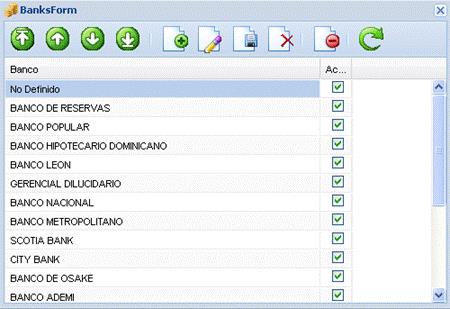 BanksForm
Banco Ac...
No Definido
BANCO DE RESERVAS
BANCO POPULAR
BANCO HIPOTECARIO DOMINICANO
BANCO LEON
GERENCIAL DILUCIDARIO
BANCO NACIONAL
BANCO METROPOLITANO
SCOTIA BANK
CITY BANK
BANCO DE OSAKE
BANCO ADEMI